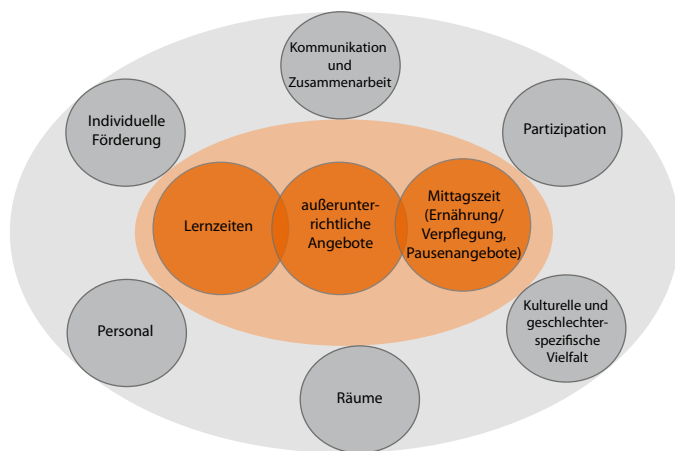 Kommunikation
und
Zusammenarbeit
Individuelle
Förderung
Partizipation
Lernzeiten
außerunter-
richtliche
Angebote
Mittagszeit
(Ernährung/
Verpflegung,
Pausenangebote)
Personal
Kulturelle und
geschlechter-
spezifische
Vielfalt
Räume